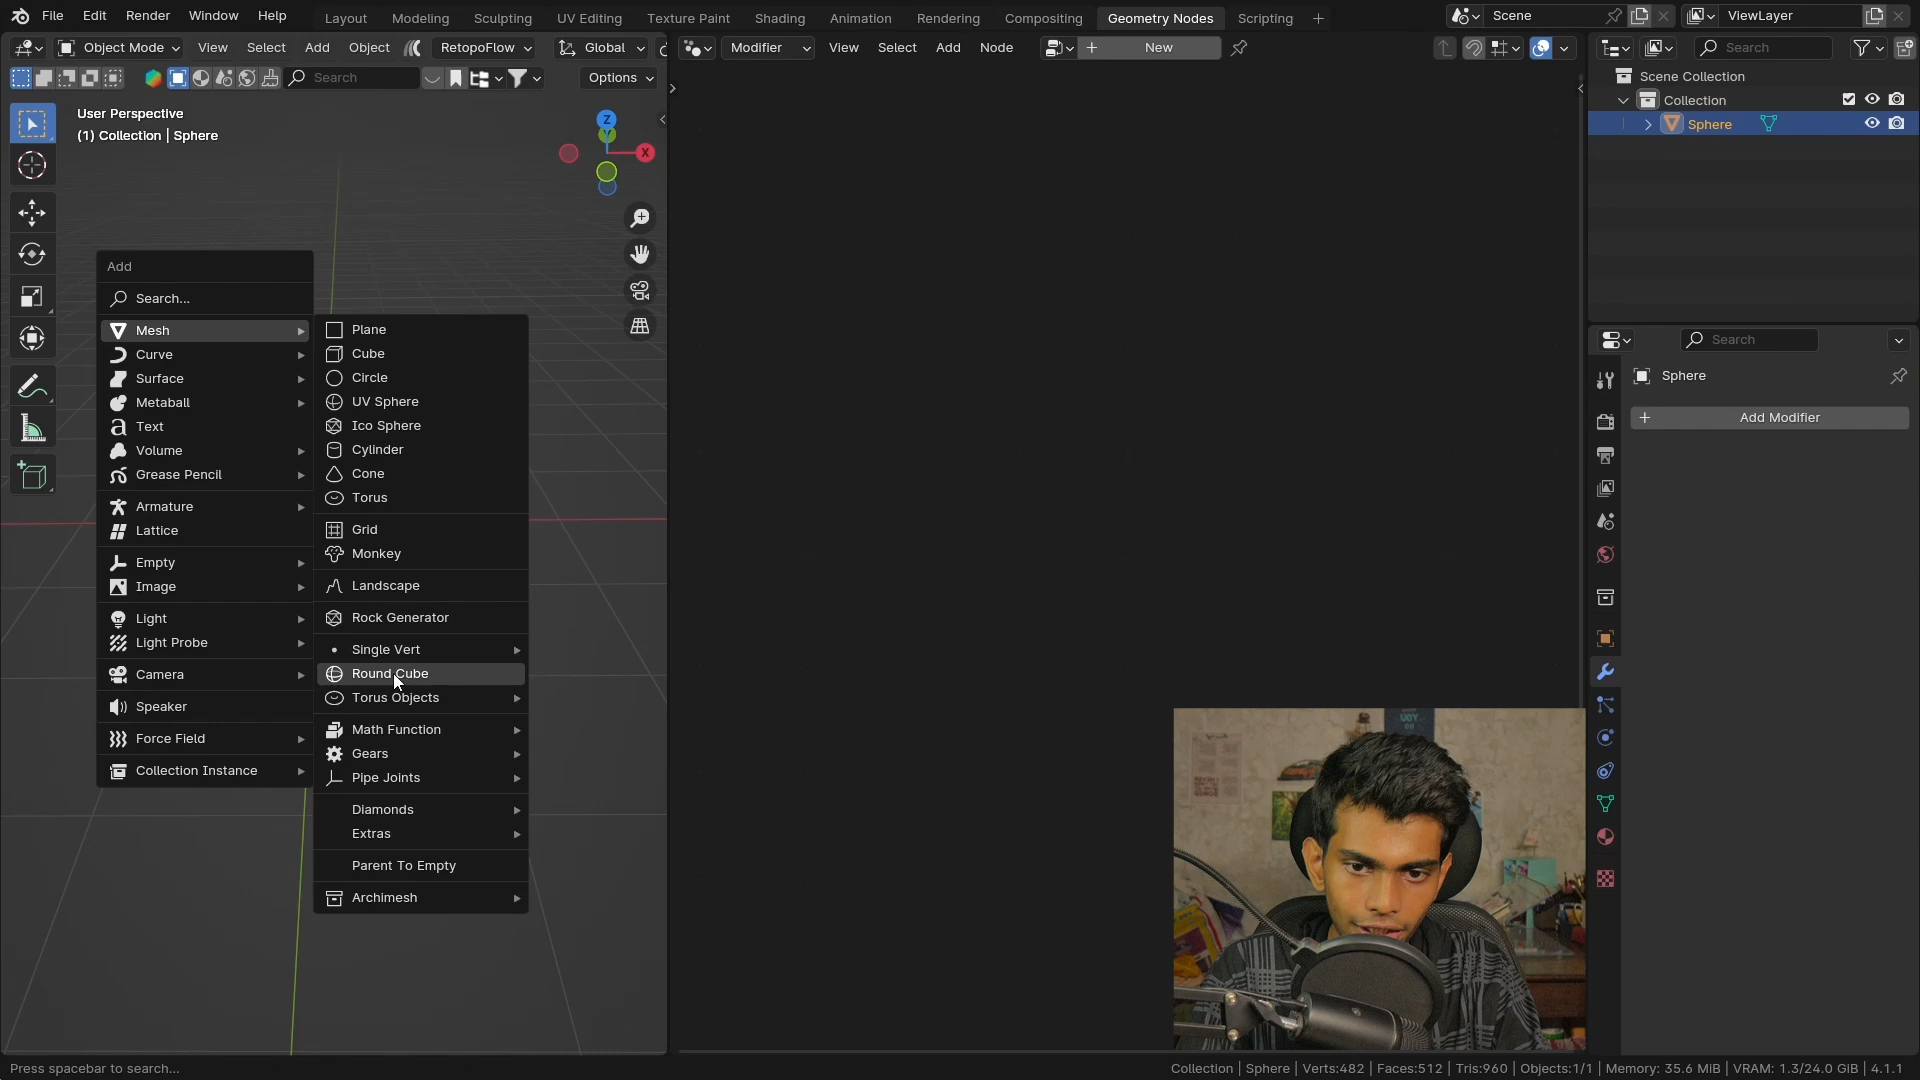 File Edit Render Window Help Layout Modeling Sculpting UV Editing Texture Paint Shading Animation Rendering Compositing Geometry Nodes Scripting + Scene ViewLayer
Object Mode View Select Add Object RetopoFlow Global Modifier View Select Add Node + New Search
Search Options
Scene Collection
Collection
Sphere
User Perspective
(1) Collection | Sphere
Z
X
Add
Search...
Mesh
Curve
Surface
Metaball
Text
Volume
Grease Pencil
Armature
Lattice
Empty
Image
Light
Light Probe
Camera
Speaker
Force Field
Collection Instance
Plane
Cube
Circle
UV Sphere
Ico Sphere
Cylinder
Cone
Torus
Grid
Monkey
Landscape
Rock Generator
Single Vert
Round Cube
Torus Objects
Math Function
Gears
Pipe Joints
Diamonds
Extras
Parent To Empty
Archimesh
Search
Sphere
+ Add Modifier
Press spacebar to search...
Collection | Sphere | Verts:482 | Faces:512 | Tris:960 | Objects:1/1 | Memory: 35.6 MiB | VRAM: 1.3/24.0 GiB | 4.1.1